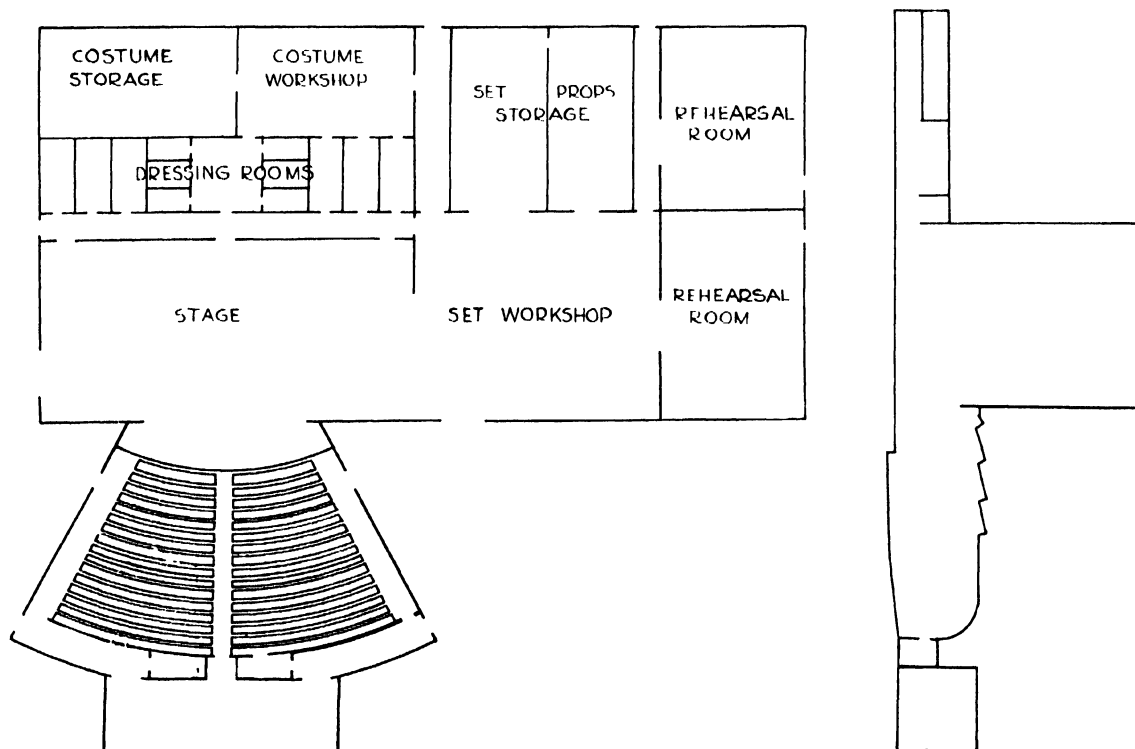 COSTUME
STORAGE
COSTUME
WORKSHOP
SET PROPS
STORAGE
REHEARSAL
ROOM
DRESSING ROOMS
STAGE
SET WORKSHOP
REHEARSAL
ROOM